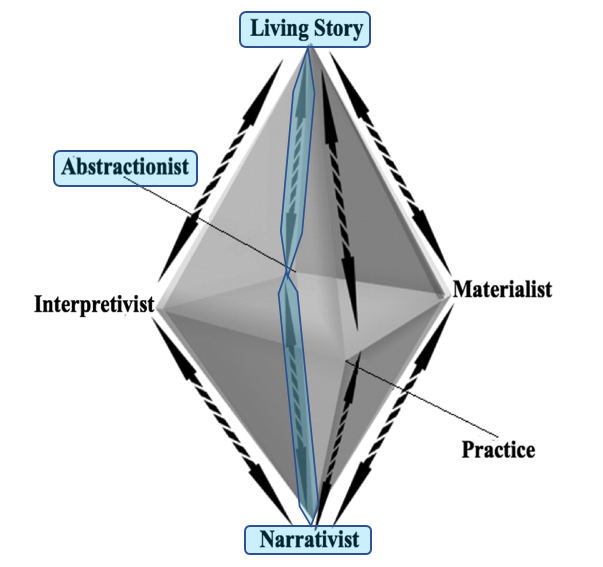 Living Story
Abstractionist
Interpretivist
Materialist
Practice
Narrativist